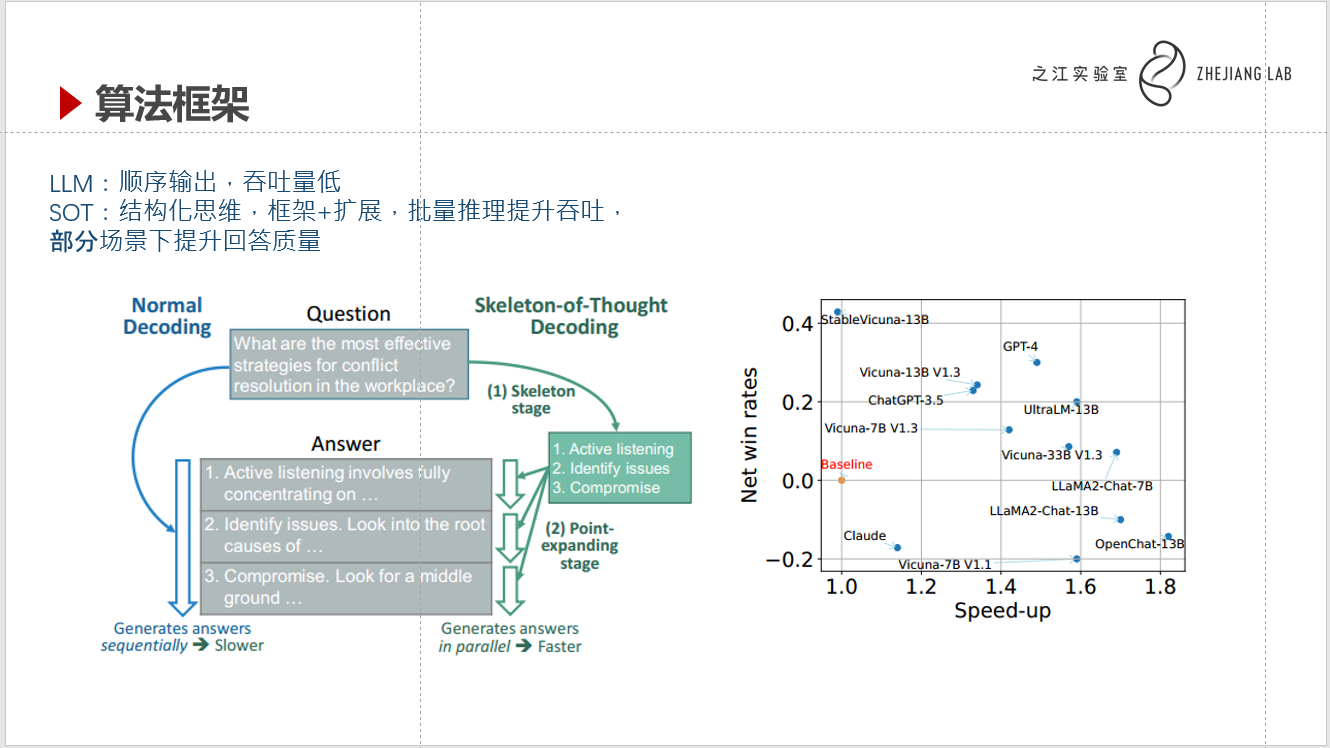 之江实验室
ZHEJIANG LAB
算法框架
LLM：顺序输出，吞吐量低
SOT：结构化思维，框架+扩展，批量推理提升吞吐，
部分场景下提升回答质量
Normal
Decoding
Question
Skeleton-of-Thought
Decoding
What are the most effective
strategies for conflict
resolution in the workplace?
(1) Skeleton
stage
Answer
1. Active listening
2. Identify issues
3. Compromise
1. Active listening involves fully
concentrating on …
2. Identify issues. Look into the root
causes of …
3. Compromise. Look for a middle
ground …
(2) Point-
expanding
stage
Generates answers
sequentially ➔ Slower
Generates answers
in parallel ➔ Faster
Net win rates
0.4
0.2
0.0
−0.2
StableVicuna-13B
GPT-4
Vicuna-13B V1.3
ChatGPT-3.5
UltraLM-13B
Vicuna-7B V1.3
Vicuna-33B V1.3
Baseline
LLaMA2-Chat-7B
LLaMA2-Chat-13B
Claude
OpenChat-13B
Vicuna-7B V1.1
1.0 1.2 1.4 1.6 1.8
Speed-up